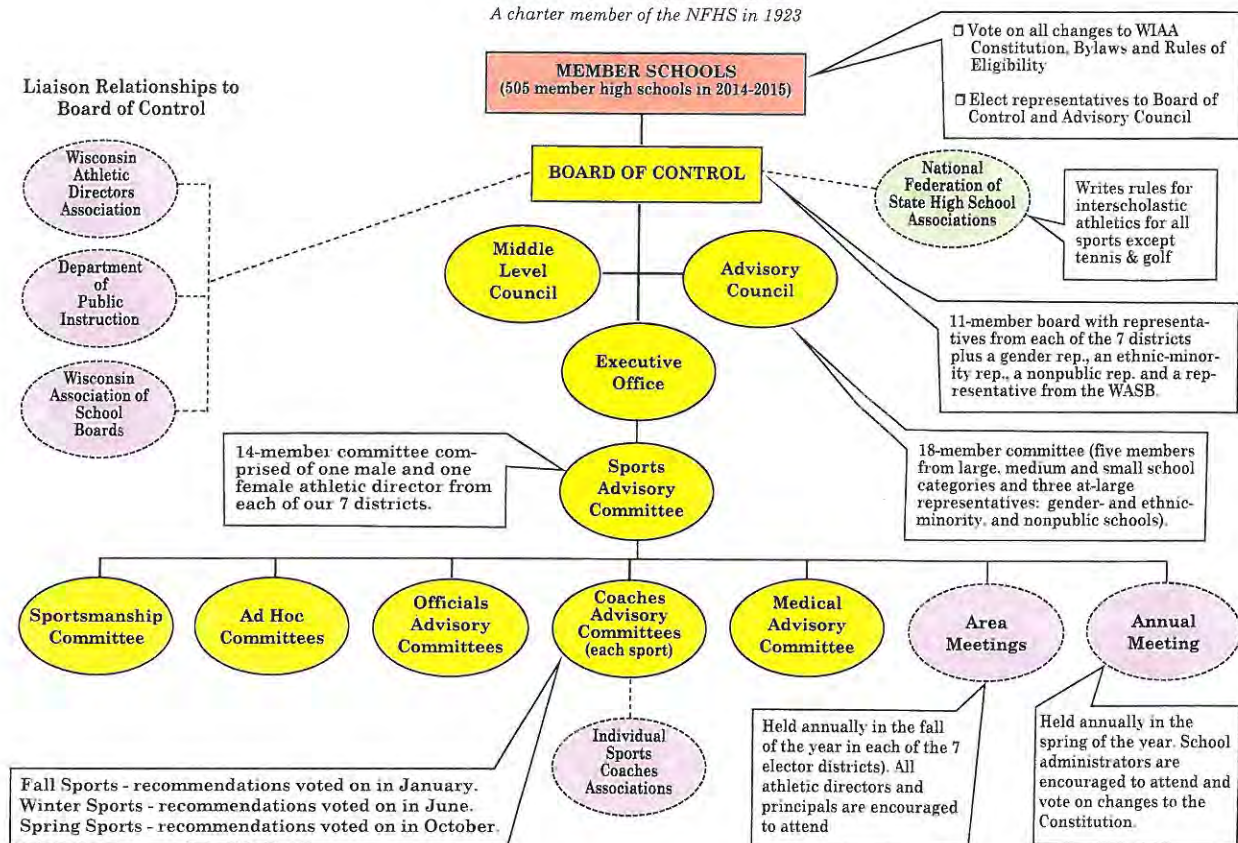 A charter member of the NFHS in 1923
MEMBER SCHOOLS
(505 member high schools in 2014-2015)
❐ Vote on all changes to WIAA
Constitution, Bylaws and Rules of
Eligibility
❐ Elect representatives to Board of
Control and Advisory Council
Liaison Relationships to
Board of Control
Wisconsin
Athletic
Directors
Association
Department
of
Public
Instruction
Wisconsin
Association of
School
Boards
BOARD OF CONTROL
National
Federation of
State High School
Associations
Writes rules for
interscholastic
athletics for all
sports except
tennis & golf
Middle
Level
Council
Advisory
Council
11-member board with representa-
tives from each of the 7 districts
plus a gender rep., an ethnic-minor-
ity rep., a nonpublic rep. and a rep-
resentative from the WASB.
Executive
Office
14-member committee com-
prised of one male and one
female athletic director from
each of our 7 districts.
Sports
Advisory
Committee
18-member committee (five members
from large, medium and small school
categories and three at-large
representatives: gender- and ethnic-
minority, and nonpublic schools).
Sportsmanship
Committee
Ad Hoc
Committees
Officials
Advisory
Committees
Coaches
Advisory
Committees
(each sport)
Medical
Advisory
Committee
Area
Meetings
Annual
Meeting
Individual
Sports
Coaches
Associations
Fall Sports - recommendations voted on in January.
Winter Sports - recommendations voted on in June.
Spring Sports - recommendations voted on in October.
Held annually in the fall
of the year in each of the 7
elector districts). All
athletic directors and
principals are encouraged
to attend
Held annually in the
spring of the year. School
administrators are
encouraged to attend and
vote on changes to the
Constitution.